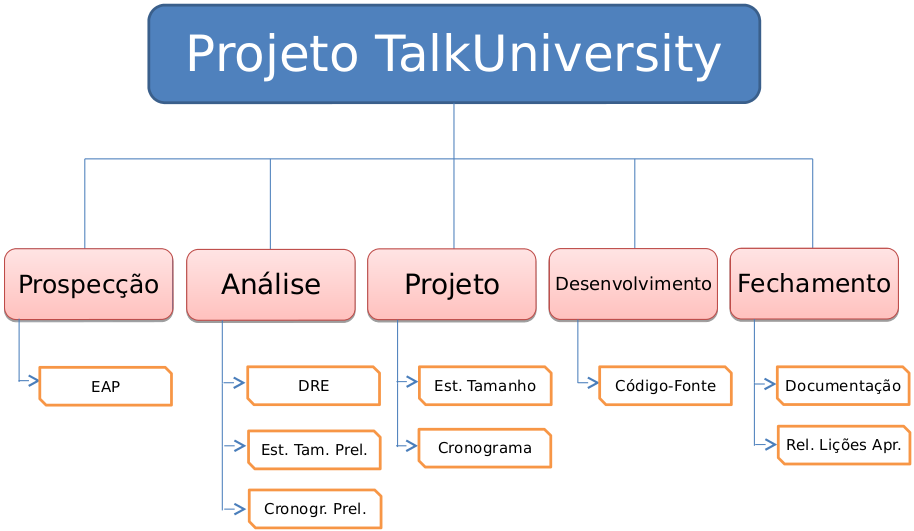 Projeto TalkUniversity
Prospecção
Análise
Projeto
Desenvolvimento
Fechamento
EAP
DRE
Est. Tamanho
Código-Fonte
Documentação
Est. Tam. Prel.
Cronograma
Rel. Lições Apr.
Cronogr. Prel.